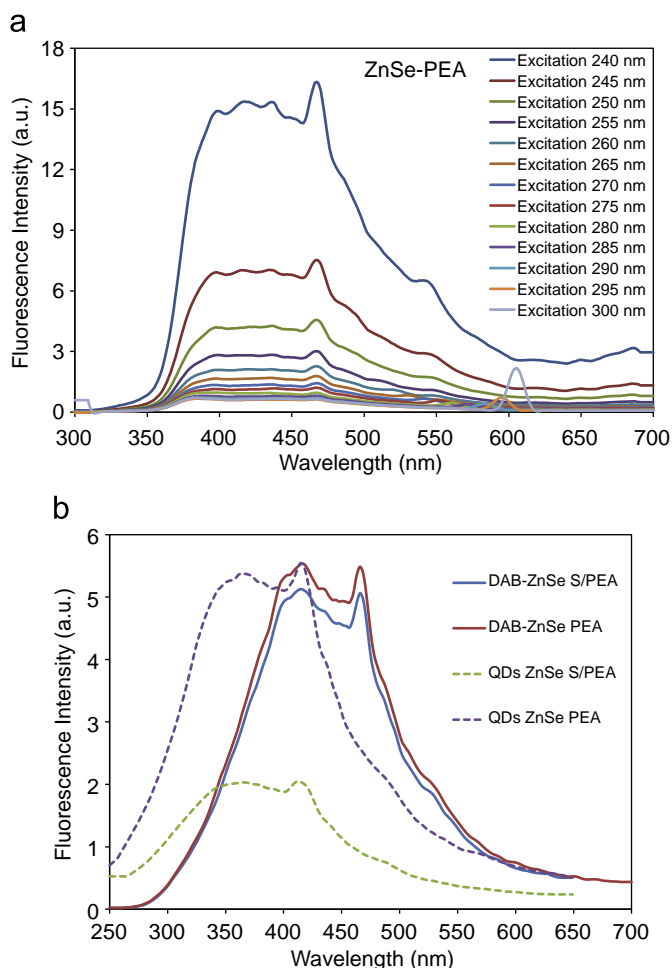 a
ZnSe-PEA
Fluorescence Intensity (a.u.)
18
15
12
9
6
3
0
300
350
400
450
500
550
600
650
700
Wavelength (nm)
Excitation 240 nm
Excitation 245 nm
Excitation 250 nm
Excitation 255 nm
Excitation 260 nm
Excitation 265 nm
Excitation 270 nm
Excitation 275 nm
Excitation 280 nm
Excitation 285 nm
Excitation 290 nm
Excitation 295 nm
Excitation 300 nm
b
Fluorescence Intensity (a.u.)
6
5
4
3
2
1
0
250
300
350
400
450
500
550
600
650
700
Wavelength (nm)
DAB-ZnSe S/PEA
DAB-ZnSe PEA
QDs ZnSe S/PEA
QDs ZnSe PEA